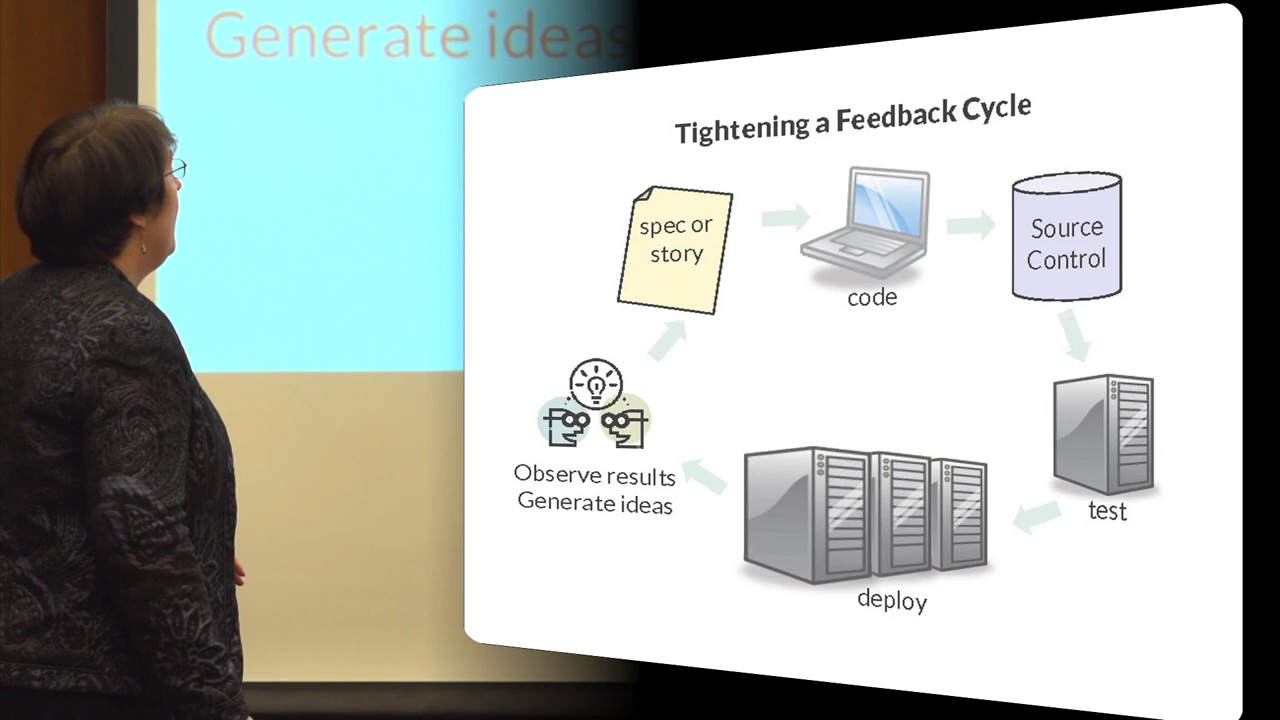 Generate ideas
Tightening a Feedback Cycle
spec or
story
code
Source
Control
test
deploy
Observe results
Generate ideas